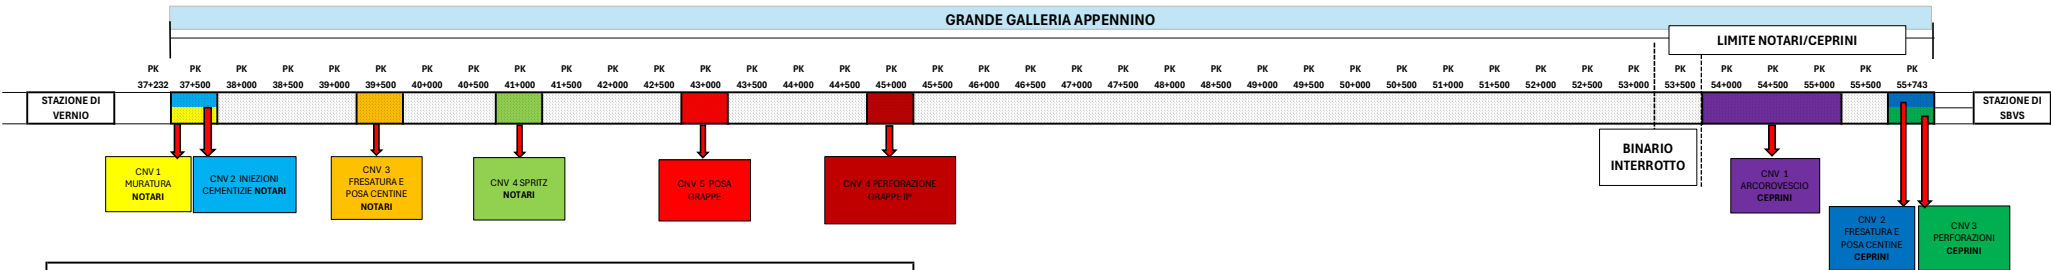 GRANDE GALLERIA APPENNINO
LIMITE NOTARI/CEPRINI
PK PK PK PK PK PK PK PK PK PK PK PK PK PK PK PK PK PK PK PK PK PK PK PK PK PK PK PK PK PK PK PK PK PK PK PK PK PK PK
37+232 37+500 38+000 38+500 39+000 39+500 40+000 40+500 41+000 41+500 42+000 42+500 43+000 43+500 44+000 44+500 45+000 45+500 46+000 46+500 47+000 47+500 48+000 48+500 49+000 49+500 50+000 50+500 51+000 51+500 52+000 52+500 53+000 53+500 54+000 54+500 55+000 55+500 55+743
STAZIONE DI
VERNIO
STAZIONE DI
SBVS
BINARIO
INTERROTTO
CNV 1
MURATURA
NOTARI
CNV 2 INIEZIONI
CEMENTIZIE NOTARI
CNV 3
FRESATURA E
POSA CENTINE
NOTARI
CNV 4 SPRITZ
NOTARI
CNV 5 POSA
GRAPPE
CNV 4 PERFORAZIONE
GRAPPE II°
CNV 1
ARCOROVESCIO
CEPRINI
CNV 2
FRESATURA E
POSA CENTINE
CEPRINI
CNV 3
PERFORAZIONI
CEPRINI